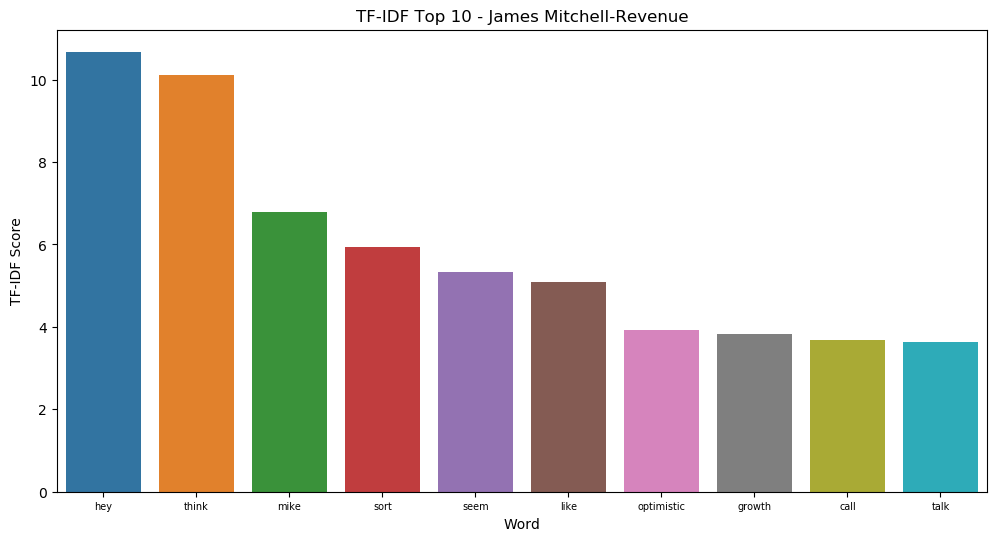 TF-IDF Top 10 - James Mitchell-Revenue
TF-IDF Score
10
8
6
4
2
0
hey think mike sort seem like optimistic growth call talk
Word